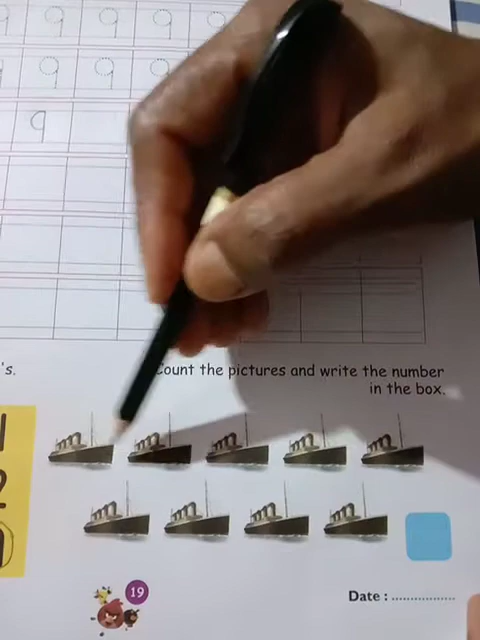 9 9 9 9
9 9 9
9
's.
Count the pictures and write the number
in the box.
2
19
Date : ................